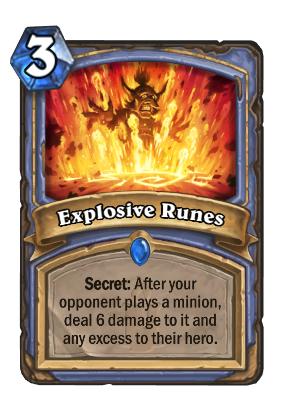 3
Explosive Runes
Secret: After your
opponent plays a minion,
deal 6 damage to it and
any excess to their hero.